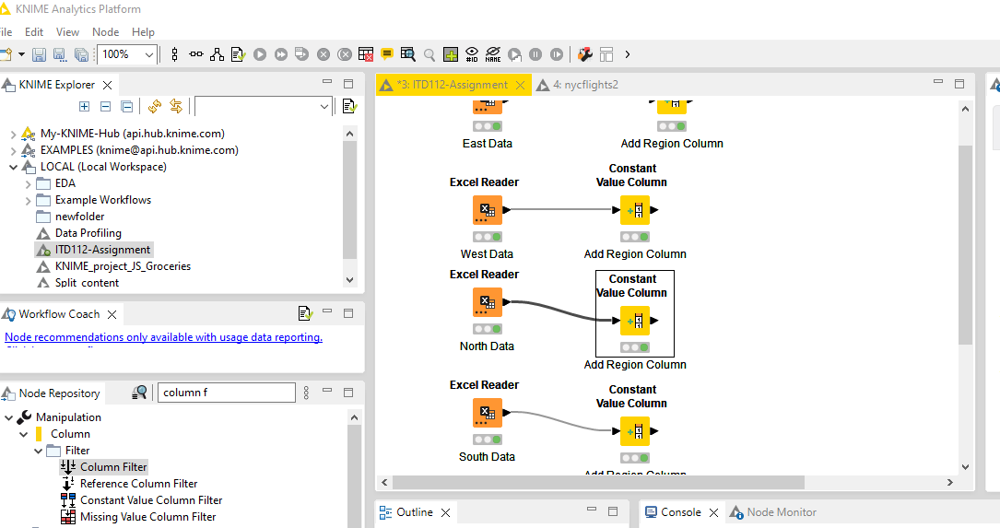 KNIME Analytics Platform
ile Edit View Node Help
100%
#ID
NAME
KNIME Explorer
*3: ITD112-Assignment
4: nycflights2
My-KNIME-Hub (api.hub.knime.com)
EXAMPLES (knime@api.hub.knime.com)
LOCAL (Local Workspace)
EDA
Example Workflows
newfolder
Data Profiling
ITD112-Assignment
KNIME_project_JS_Groceries
Split content
Workflow Coach
Node recommendations only available with usage data reporting.
Node Repository
column f
Manipulation
Column
Filter
Column Filter
Reference Column Filter
Constant Value Column Filter
Missing Value Column Filter
East Data
Add Region Column
Excel Reader
Constant
Value Column
West Data
Add Region Column
Excel Reader
Constant
Value Column
North Data
Add Region Column
Excel Reader
Constant
Value Column
South Data
Add Region Column
Outline
Console
Node Monitor